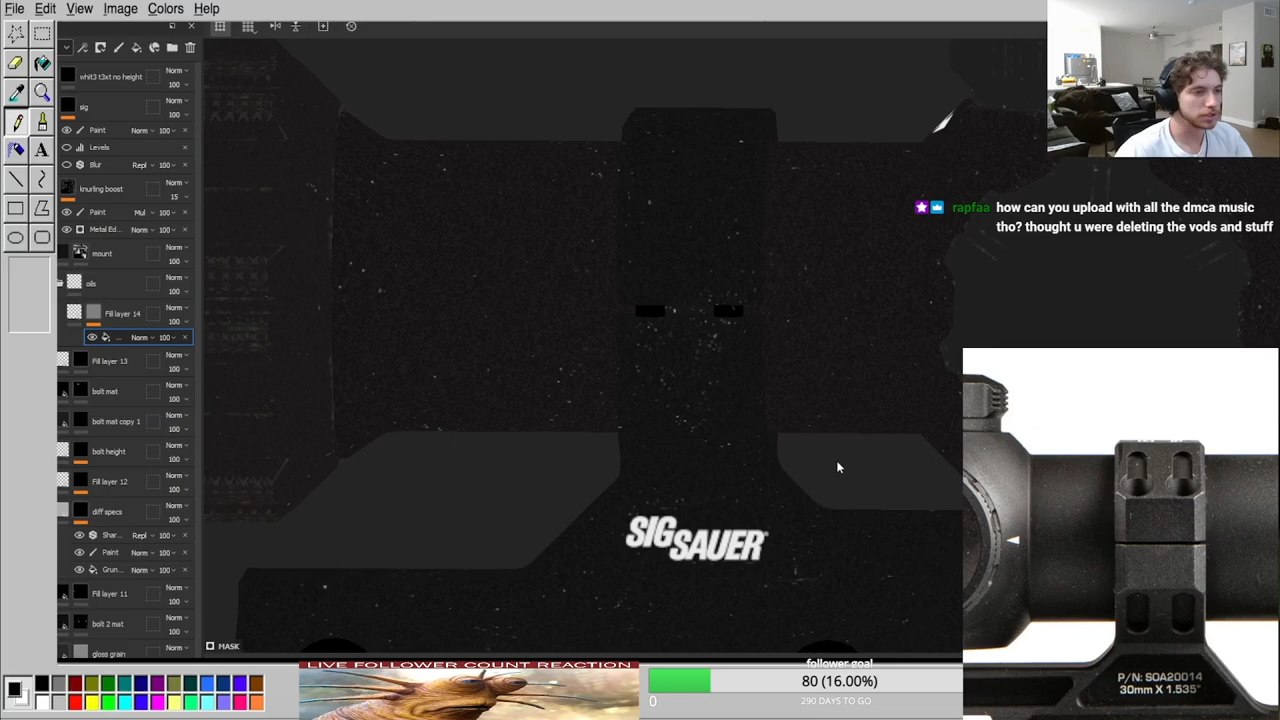 File Edit View Image Colors Help
whit3 t3xt no height
Norm
100
sig
Norm
100
Paint Norm 100
Levels
Blur Repl 100
knurling boost
Norm
15
Paint Mul 100
Metal Ed... Norm 100
mount
Norm
100
oils
Norm
100
Fill layer 14
Norm
100
... Norm 100
Fill layer 13
Norm
100
bolt mat
Norm
100
bolt mat copy 1
Norm
100
bolt height
Norm
100
Fill layer 12
Norm
100
diff specs
Norm
100
Shar... Repl 100
Paint Norm 100
Grun... Norm 100
Fill layer 11
Norm
100
bolt 2 mat
Norm
100
gloss grain
Norm
100
MASK
SIG SAUER
rapfaa how can you upload with all the dmca music
tho? thought u were deleting the vods and stuff
P/N: SOA20014
30mm X 1.535"
LIVE FOLLOWER COUNT REACTION
follower goal
80 (16.00%)
0
290 DAYS TO GO